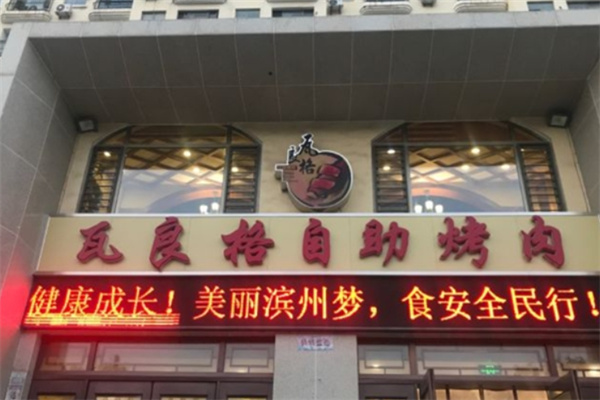 瓦良格
瓦良格自助烤肉
健康成长！美丽滨州梦，食安全民行！